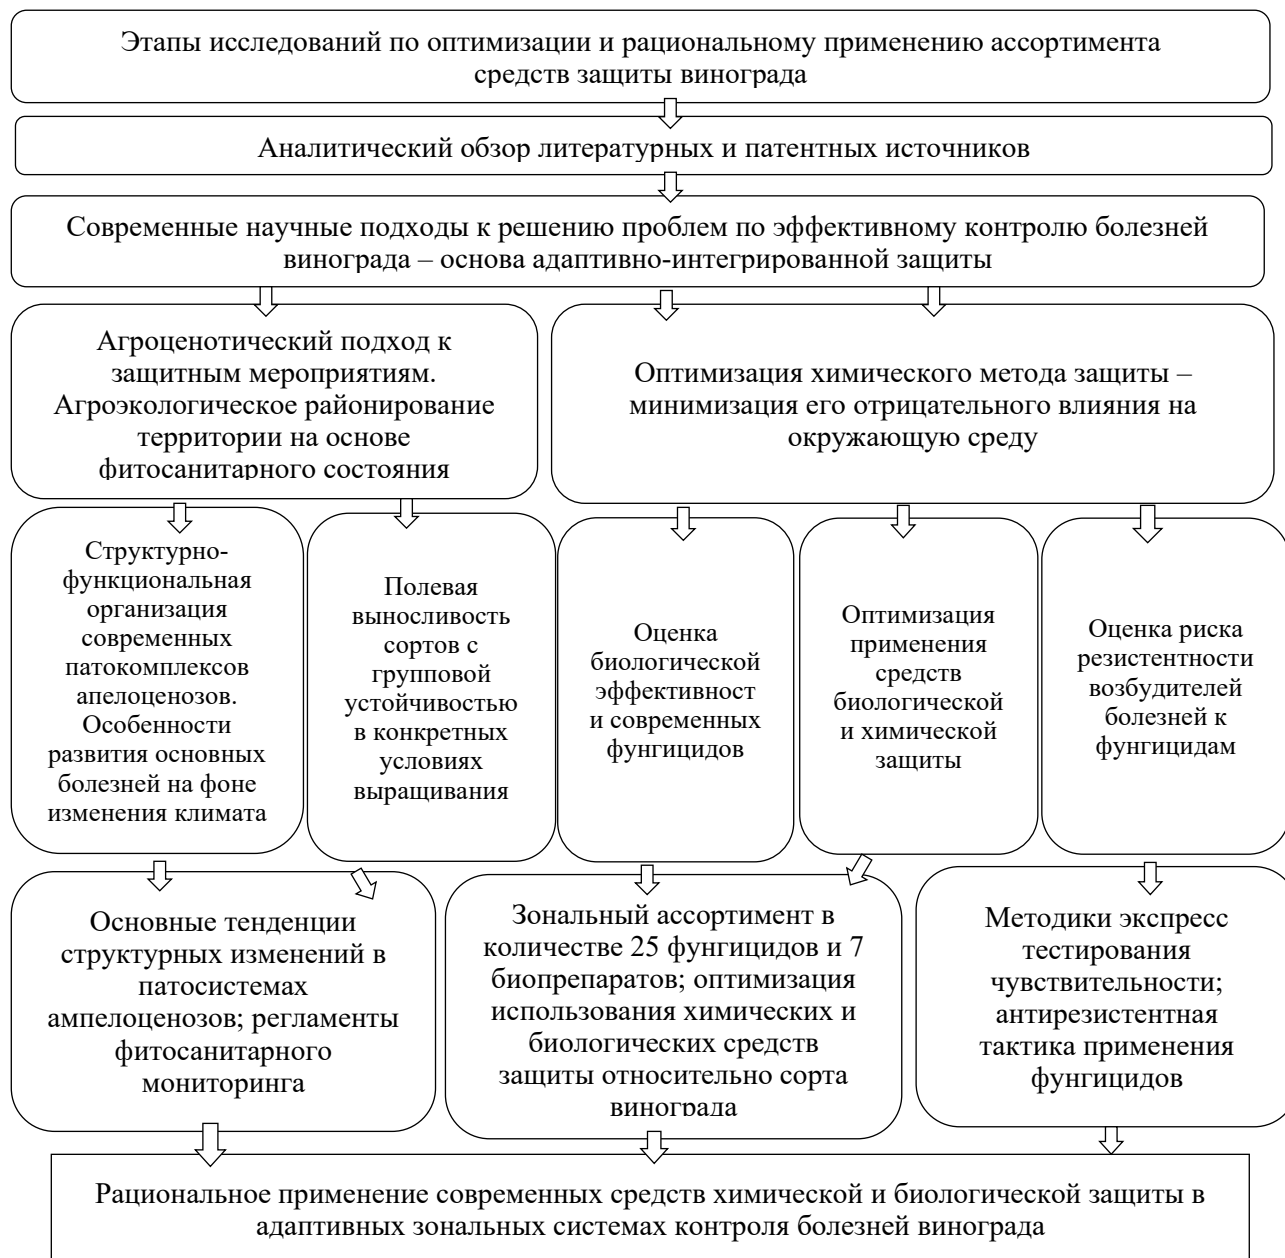 Этапы исследований по оптимизации и рациональному применению ассортимента
средств защиты винограда
Аналитический обзор литературных и патентных источников
Современные научные подходы к решению проблем по эффективному контролю болезней
винограда – основа адаптивно-интегрированной защиты
Агроценотический подход к
защитным мероприятиям.
Агроэкологическое районирование
территории на основе
фитосанитарного состояния
Оптимизация химического метода защиты –
минимизация его отрицательного влияния на
окружающую среду
Структурно-
функциональная
организация
современных
патокомплексов
апелоценозов.
Особенности
развития основных
болезней на фоне
изменения климата
Полевая
выносливость
сортов с
групповой
устойчивостью
в конкретных
условиях
выращивания
Оценка
биологической
эффективност
и современных
фунгицидов
Оптимизация
применения
средств
биологической
и химической
защиты
Оценка риска
резистентности
возбудителей
болезней к
фунгицидам
Основные тенденции
структурных изменений в
патосистемах
ампелоценозов; регламенты
фитосанитарного
мониторинга
Зональный ассортимент в
количестве 25 фунгицидов и 7
биопрепаратов; оптимизация
использования химических и
биологических средств
защиты относительно сорта
винограда
Методики экспресс
тестирования
чувствительности;
антирезистентная
тактика применения
фунгицидов
Рациональное применение современных средств химической и биологической защиты в
адаптивных зональных системах контроля болезней винограда